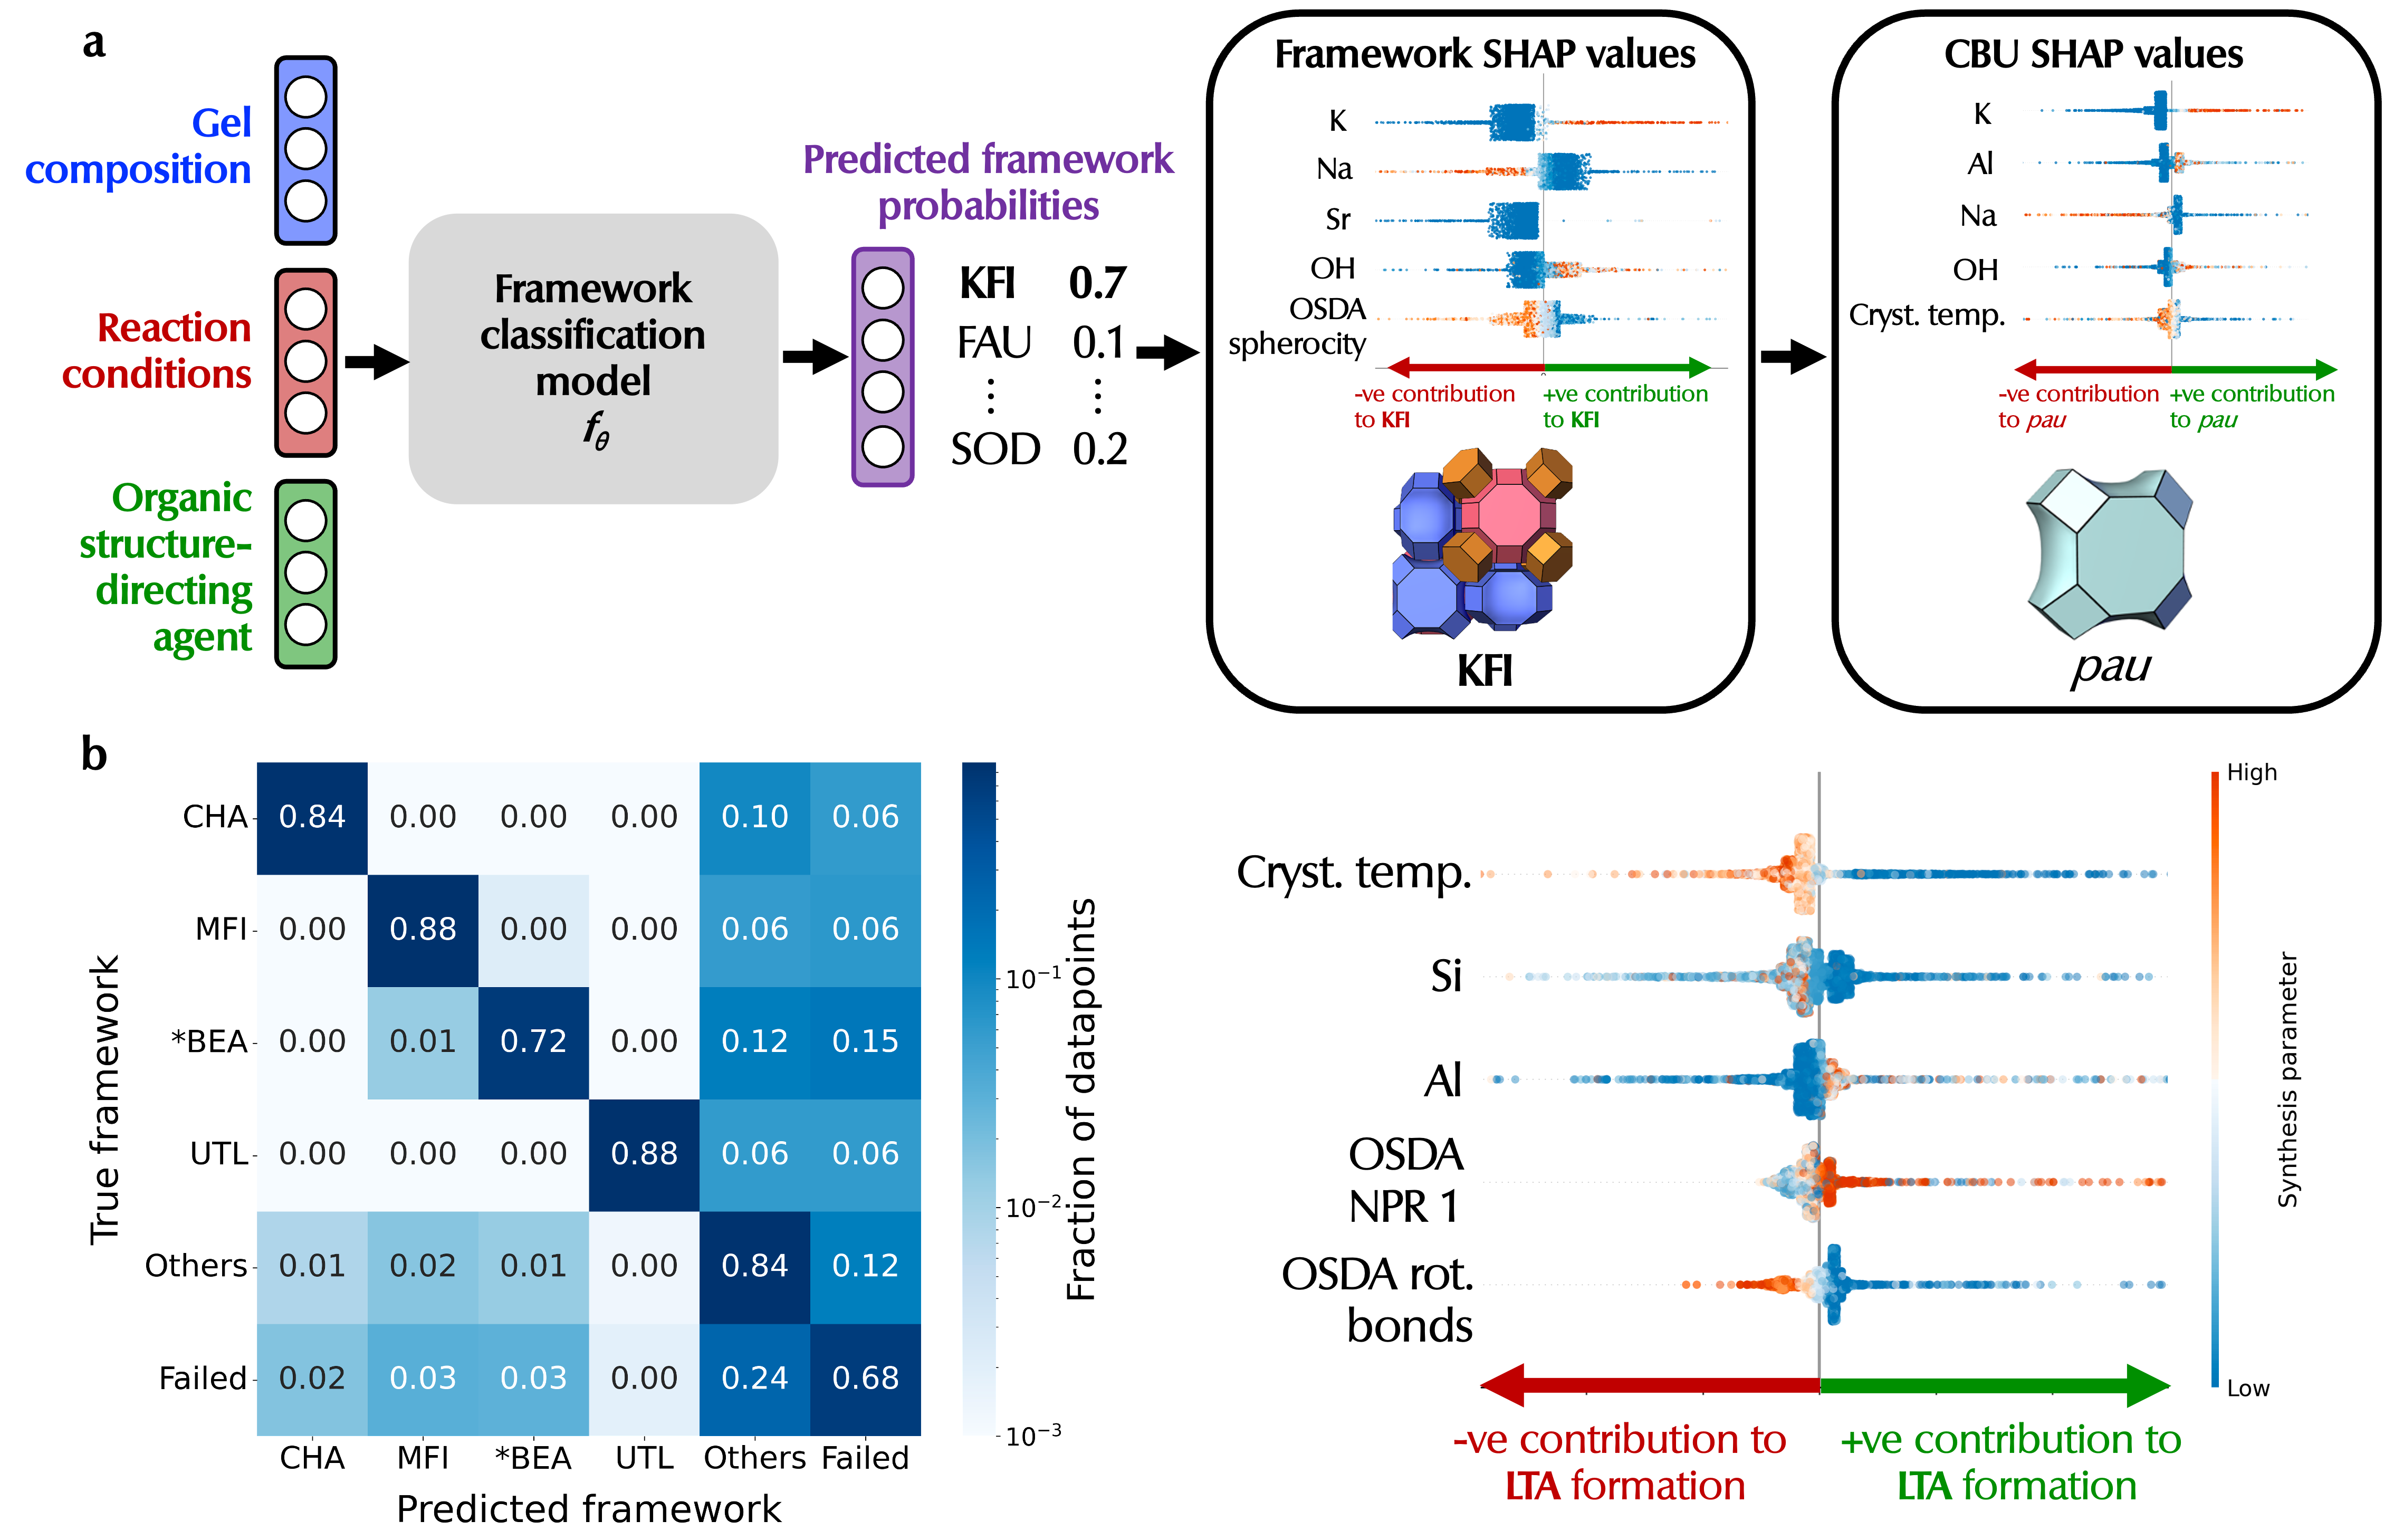 a
Gel
composition
Reaction
conditions
Organic
structure-
directing
agent
Framework
classification
model
fθ
Predicted framework
probabilities
KFI 0.7
FAU 0.1
⋮ ⋮
SOD 0.2
Framework SHAP values
K
Na
Sr
OH
OSDA
spherocity
-ve contribution
to KFI
+ve contribution
to KFI
KFI
CBU SHAP values
K
Al
Na
OH
Cryst. temp.
-ve contribution
to pau
+ve contribution
to pau
pau
b
True framework
CHA 0.84 0.00 0.00 0.00 0.10 0.06
MFI 0.00 0.88 0.00 0.00 0.06 0.06
*BEA 0.00 0.01 0.72 0.00 0.12 0.15
UTL 0.00 0.00 0.00 0.88 0.06 0.06
Others 0.01 0.02 0.01 0.00 0.84 0.12
Failed 0.02 0.03 0.03 0.00 0.24 0.68
CHA MFI *BEA UTL Others Failed
Predicted framework
10⁻¹
10⁻²
10⁻³
Fraction of datapoints
Cryst. temp.
Si
Al
OSDA
NPR 1
OSDA rot.
bonds
-ve contribution to
LTA formation
+ve contribution to
LTA formation
High
Synthesis parameter
Low